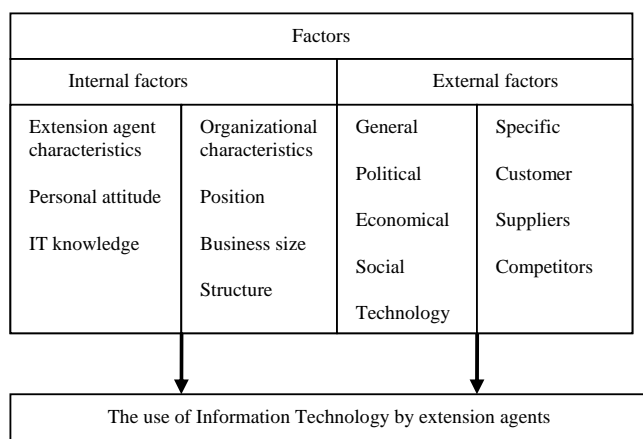 Factors
Internal factors
External factors
Extension agent
characteristics
Personal attitude
IT knowledge
Organizational
characteristics
Position
Business size
Structure
General
Political
Economical
Social
Technology
Specific
Customer
Suppliers
Competitors
The use of Information Technology by extension agents